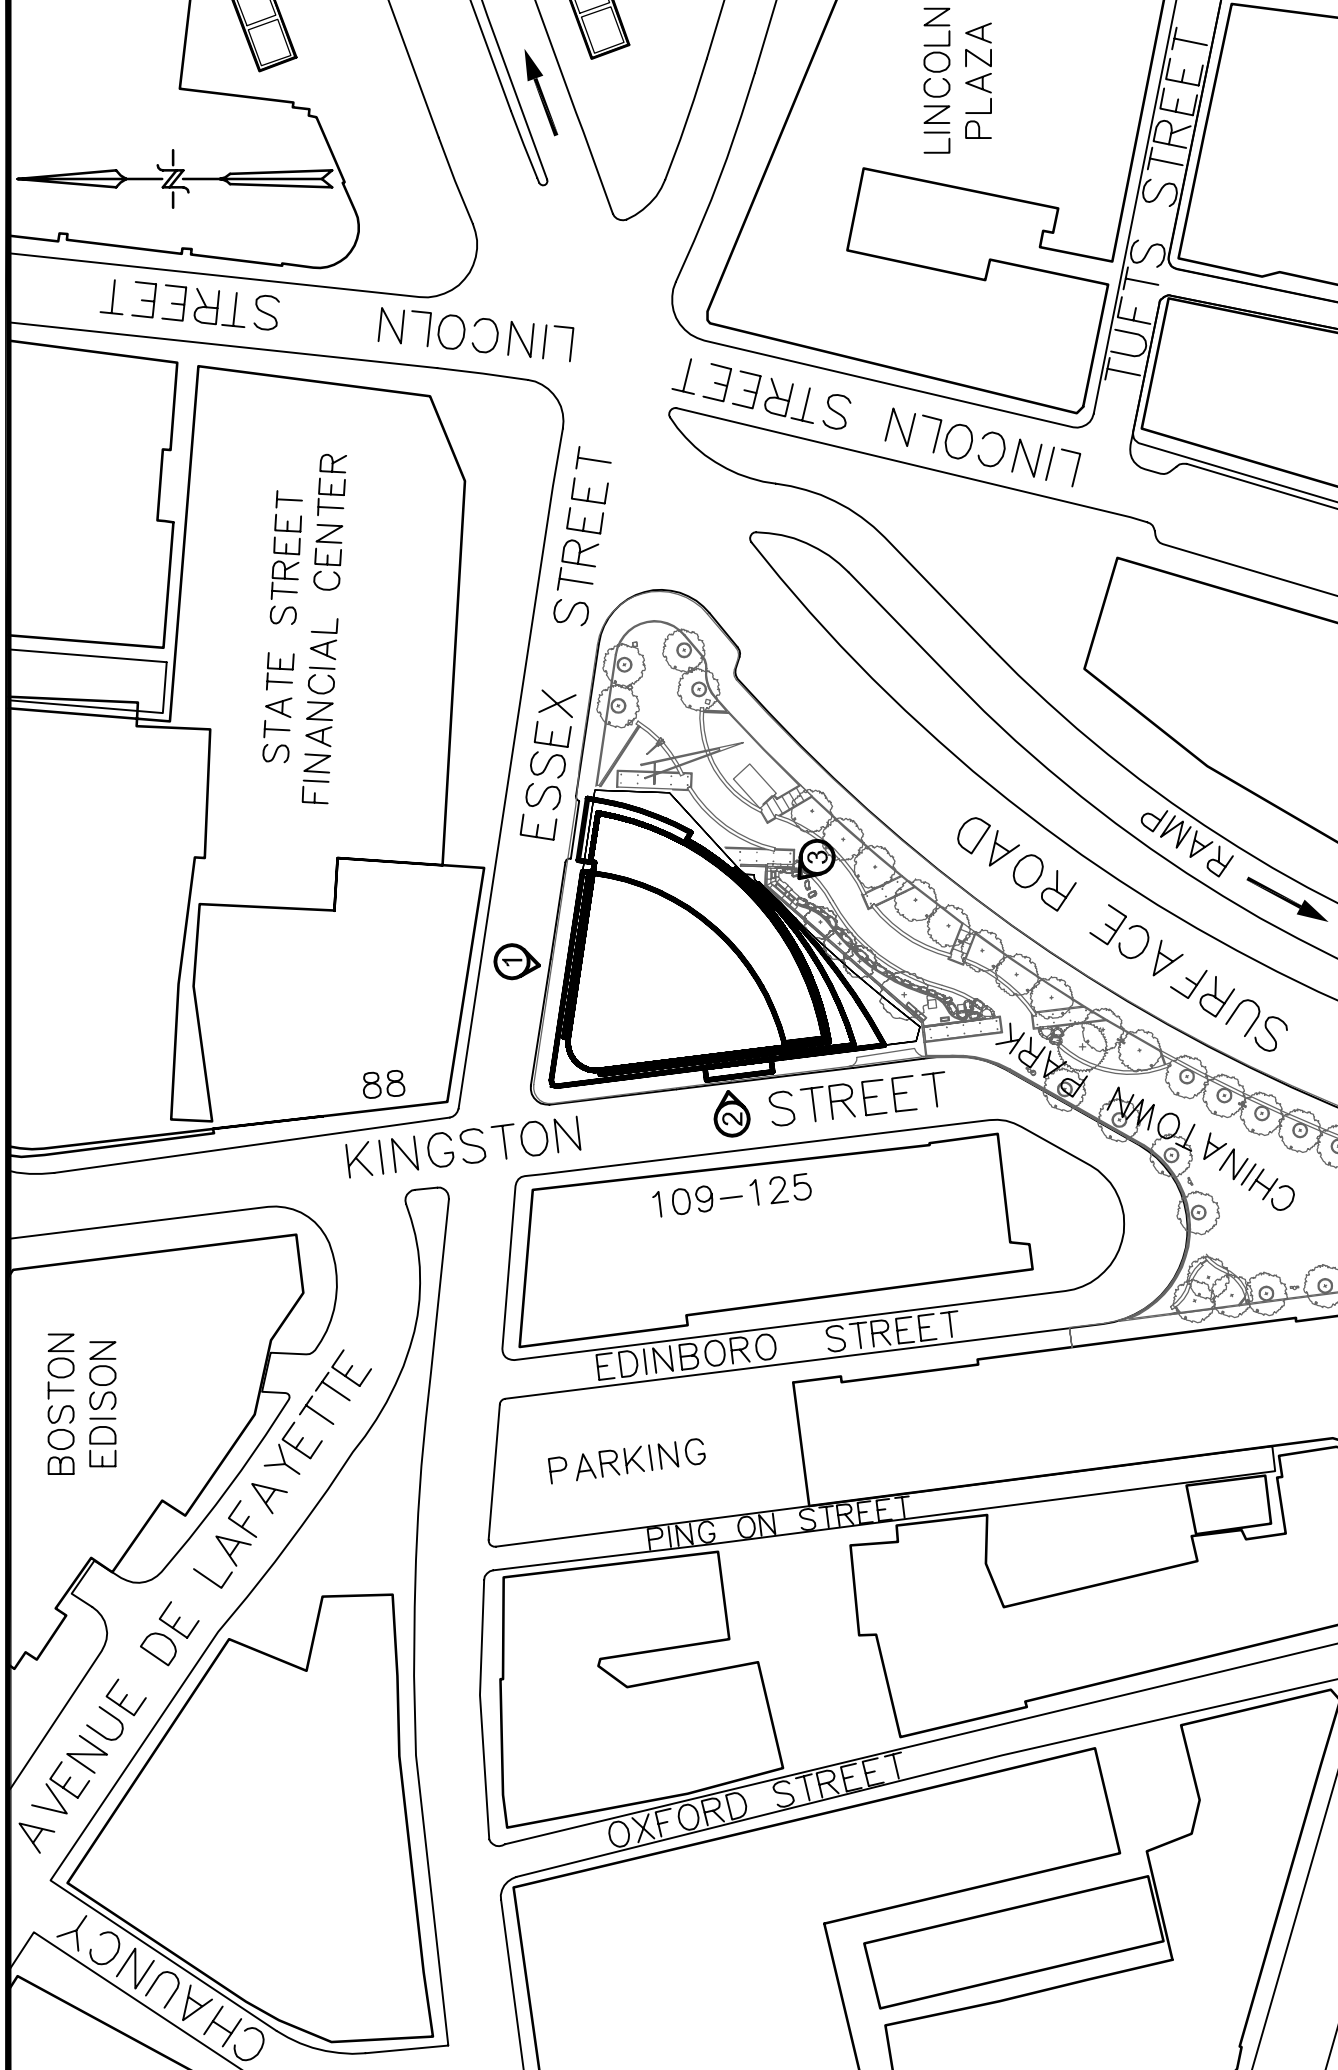 LINCOLN
PLAZA
TUFTS STREET
N
LINCOLN STREET
LINCOLN STREET
STATE STREET
FINANCIAL CENTER
ESSEX STREET
SURFACE ROAD
RAMP
3
1
2
88
KINGSTON STREET
CHINATOWN PARK
109-125
BOSTON
EDISON
EDINBORO STREET
AVENUE DE LAFAYETTE
PARKING
PING ON STREET
OXFORD STREET
CHAUNCY